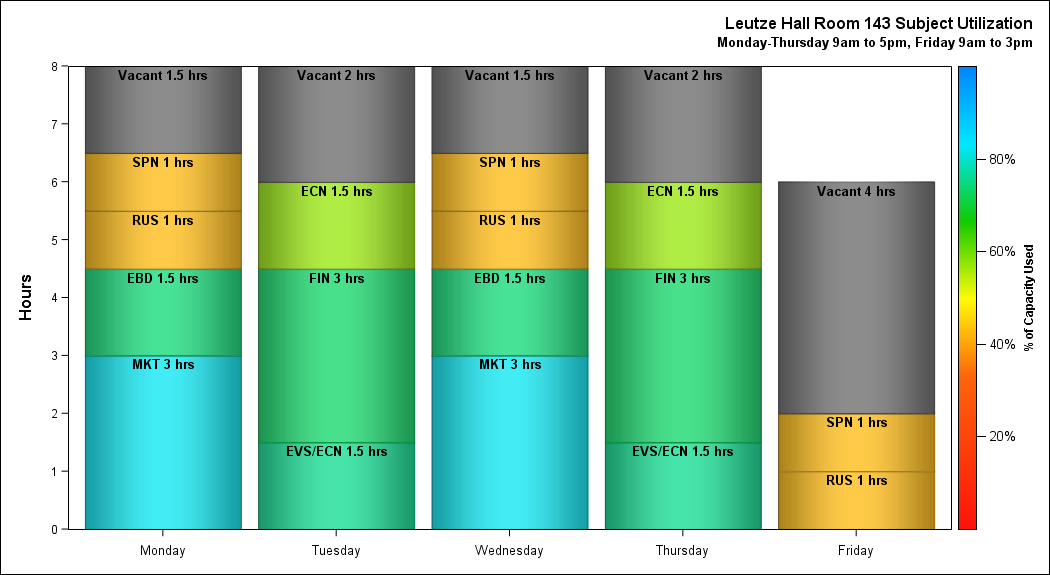 Leutze Hall Room 143 Subject Utilization
Monday-Thursday 9am to 5pm, Friday 9am to 3pm
Hours
8
7
6
5
4
3
2
1
0
Vacant 1.5 hrs
SPN 1 hrs
RUS 1 hrs
EBD 1.5 hrs
MKT 3 hrs
Monday
Vacant 2 hrs
ECN 1.5 hrs
FIN 3 hrs
EVS/ECN 1.5 hrs
Tuesday
Vacant 1.5 hrs
SPN 1 hrs
RUS 1 hrs
EBD 1.5 hrs
MKT 3 hrs
Wednesday
Vacant 2 hrs
ECN 1.5 hrs
FIN 3 hrs
EVS/ECN 1.5 hrs
Thursday
Vacant 4 hrs
SPN 1 hrs
RUS 1 hrs
Friday
80%
60%
40%
20%
% of Capacity Used